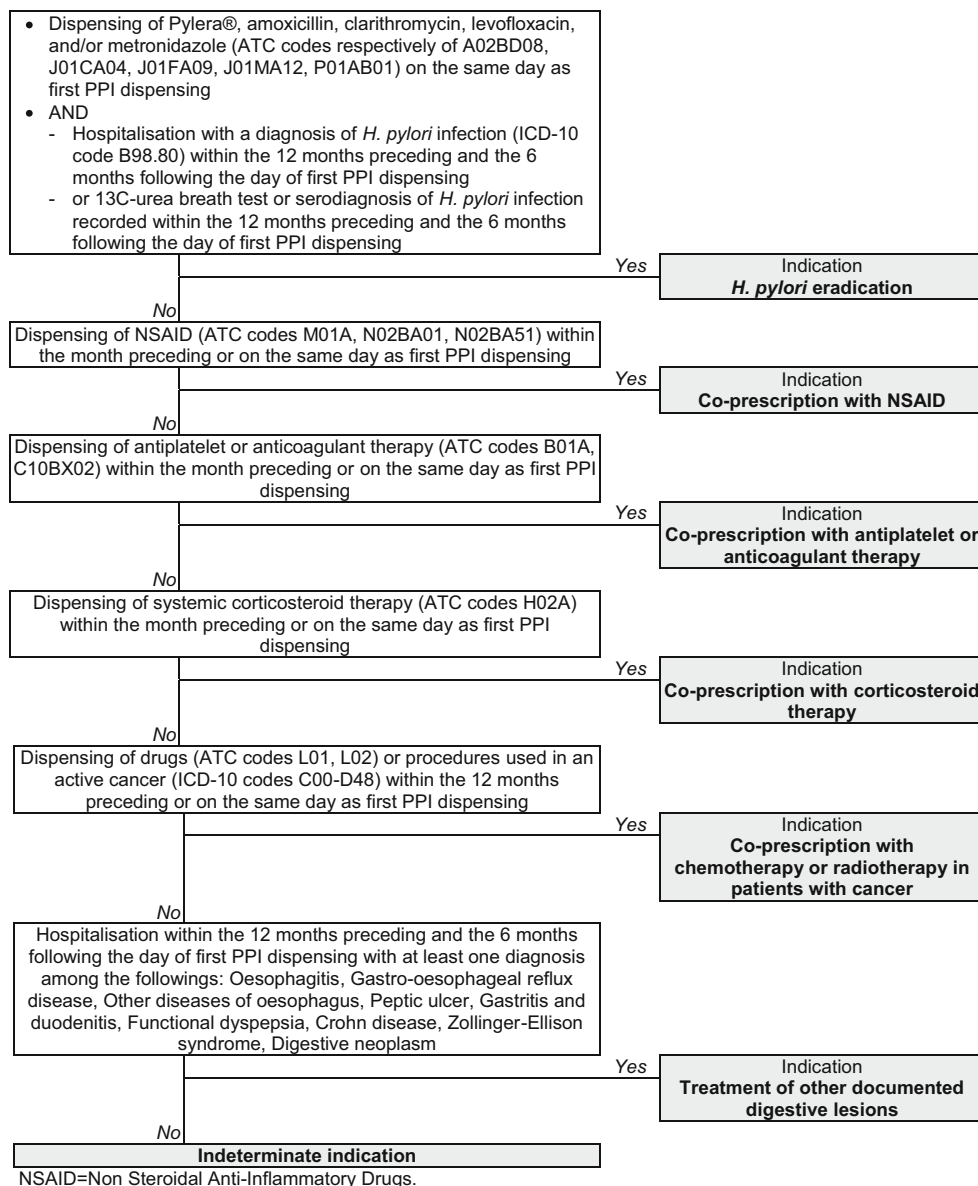 • Dispensing of Pylera®, amoxicillin, clarithromycin, levofloxacin,
and/or metronidazole (ATC codes respectively of A02BD08,
J01CA04, J01FA09, J01MA12, P01AB01) on the same day as
first PPI dispensing
• AND
- Hospitalisation with a diagnosis of H. pylori infection (ICD-10
code B98.80) within the 12 months preceding and the 6
months following the day of first PPI dispensing
- or 13C-urea breath test or serodiagnosis of H. pylori infection
recorded within the 12 months preceding and the 6 months
following the day of first PPI dispensing
Yes
Indication
H. pylori eradication
No
Dispensing of NSAID (ATC codes M01A, N02BA01, N02BA51) within
the month preceding or on the same day as first PPI dispensing
Yes
Indication
Co-prescription with NSAID
No
Dispensing of antiplatelet or anticoagulant therapy (ATC codes B01A,
C10BX02) within the month preceding or on the same day as first PPI
dispensing
Yes
Indication
Co-prescription with antiplatelet or
anticoagulant therapy
No
Dispensing of systemic corticosteroid therapy (ATC codes H02A)
within the month preceding or on the same day as first PPI
dispensing
Yes
Indication
Co-prescription with corticosteroid
therapy
No
Dispensing of drugs (ATC codes L01, L02) or procedures used in an
active cancer (ICD-10 codes C00-D48) within the 12 months
preceding or on the same day as first PPI dispensing
Yes
Indication
Co-prescription with
chemotherapy or radiotherapy in
patients with cancer
No
Hospitalisation within the 12 months preceding and the 6 months
following the day of first PPI dispensing with at least one diagnosis
among the followings: Oesophagitis, Gastro-oesophageal reflux
disease, Other diseases of oesophagus, Peptic ulcer, Gastritis and
duodenitis, Functional dyspepsia, Crohn disease, Zollinger-Ellison
syndrome, Digestive neoplasm
Yes
Indication
Treatment of other documented
digestive lesions
No
Indeterminate indication
NSAID=Non Steroidal Anti-Inflammatory Drugs.